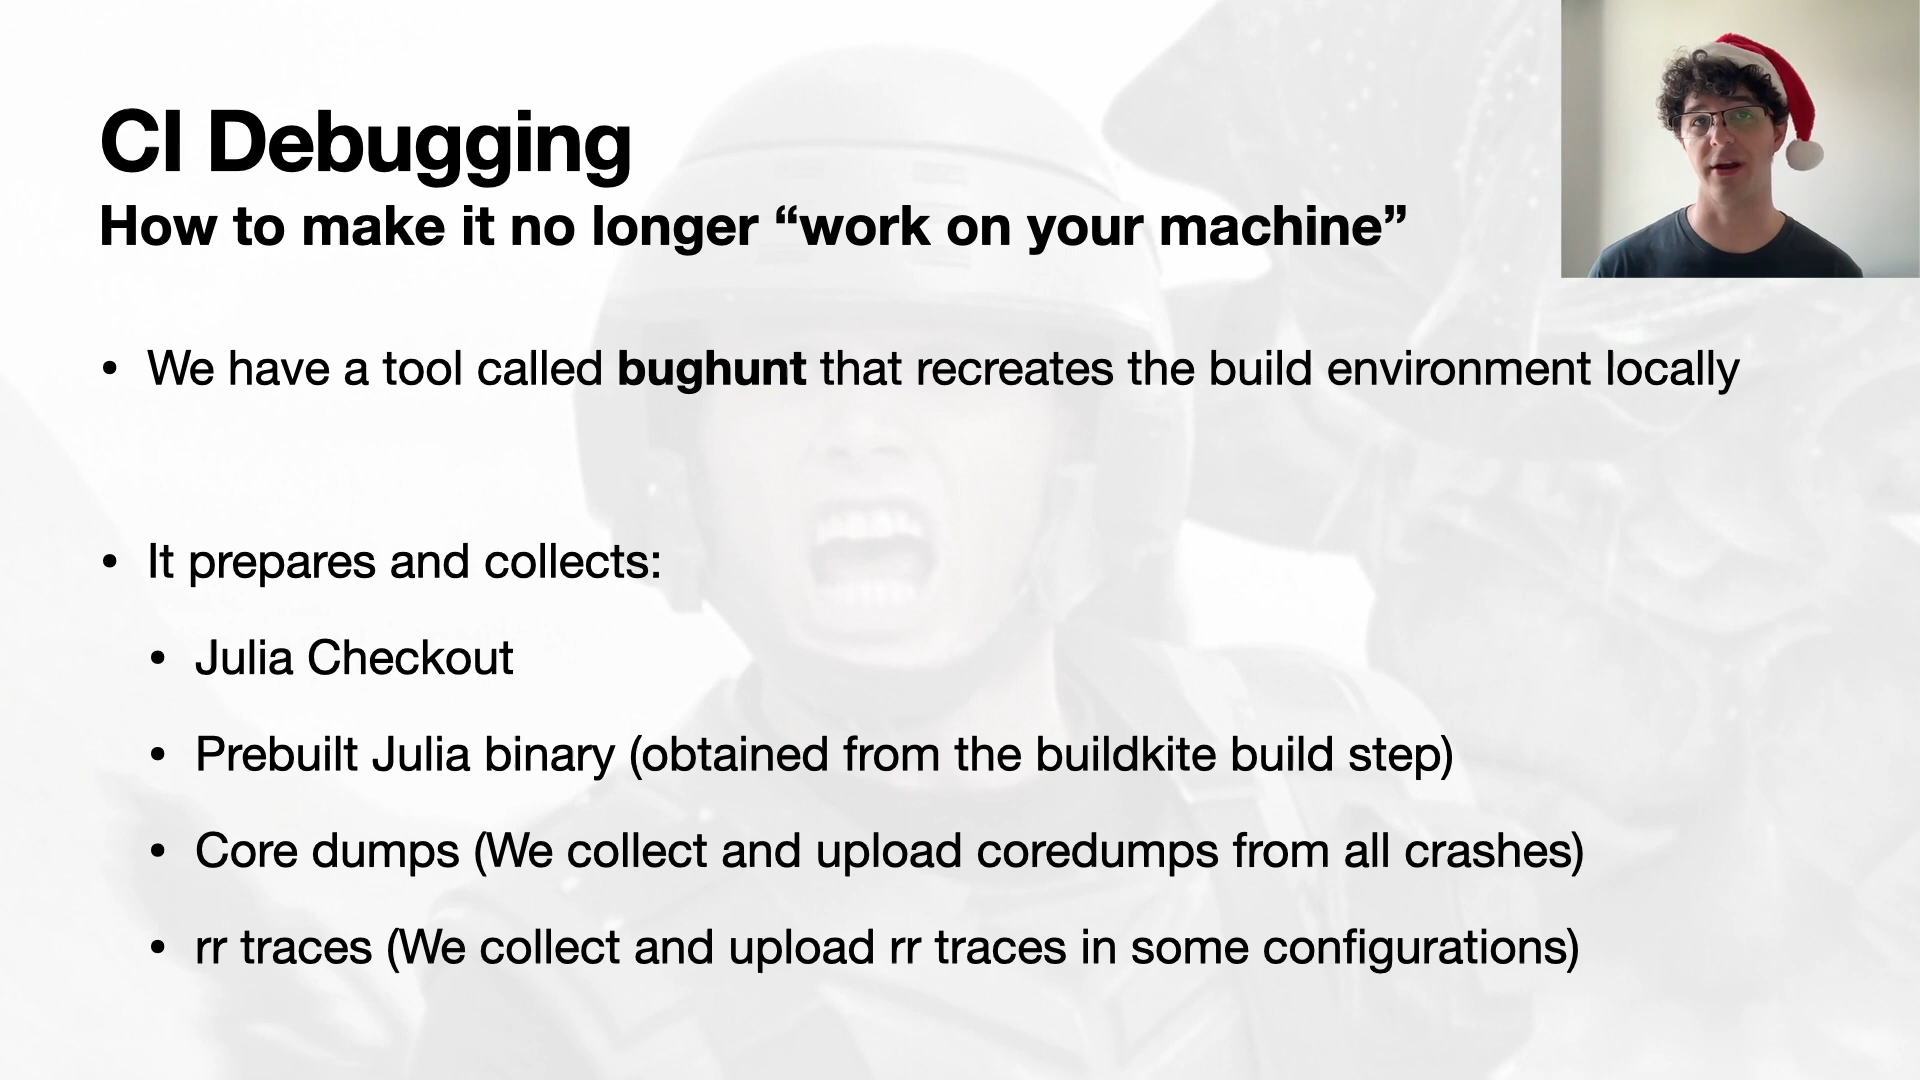 CI Debugging
How to make it no longer “work on your machine”
• We have a tool called bughunt that recreates the build environment locally
• It prepares and collects:
• Julia Checkout
• Prebuilt Julia binary (obtained from the buildkite build step)
• Core dumps (We collect and upload coredumps from all crashes)
• rr traces (We collect and upload rr traces in some configurations)